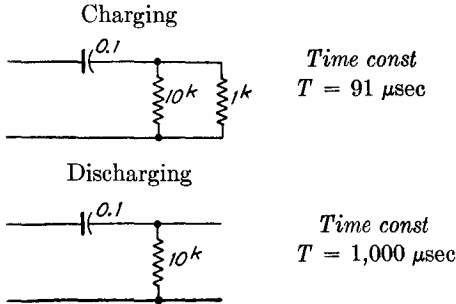 Charging
0.1
10K
1K
Time const
T = 91 μsec
Discharging
0.1
10K
Time const
T = 1,000 μsec